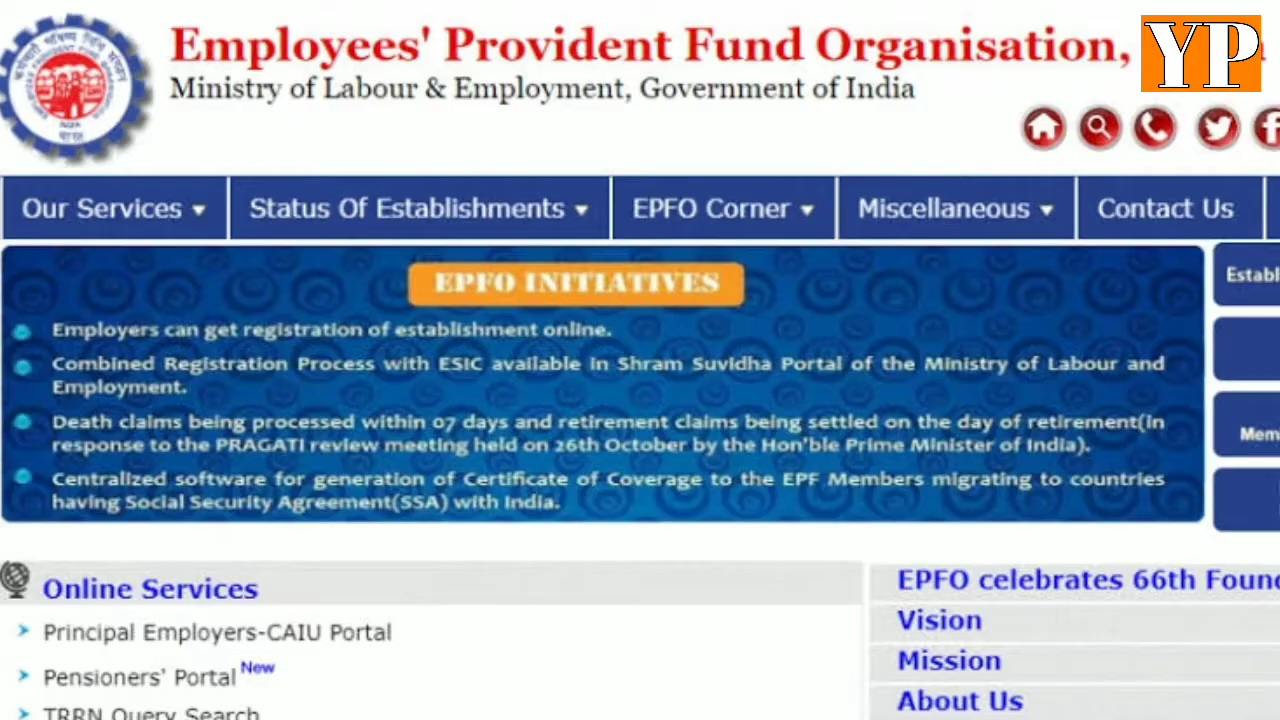 Employees' Provident Fund Organisation,
YP
Ministry of Labour & Employment, Government of India
Our Services Status Of Establishments EPFO Corner Miscellaneous Contact Us
EPFO INITIATIVES
Employers can get registration of establishment online.
Combined Registration Process with ESIC available in Shram Suvidha Portal of the Ministry of Labour and
Employment.
Death claims being processed within 07 days and retirement claims being settled on the day of retirement(In
response to the PRAGATI review meeting held on 26th October by the Hon'ble Prime Minister of India).
Centralized software for generation of Certificate of Coverage to the EPF Members migrating to countries
having Social Security Agreement(SSA) with India.
Establ
Mem
Online Services
Principal Employers-CAIU Portal
Pensioners' Portal New
TRRN Query Search
EPFO celebrates 66th Found
Vision
Mission
About Us